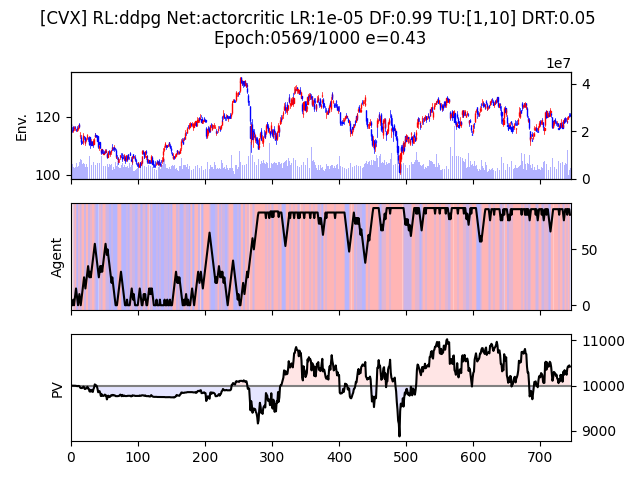 [CVX] RL:ddpg Net:actorcritic LR:1e-05 DF:0.99 TU:[1,10] DRT:0.05
Epoch:0569/1000 e=0.43
1e7
Env.
120
100
4
2
0
Agent
50
0
PV
11000
10000
9000
0 100 200 300 400 500 600 700